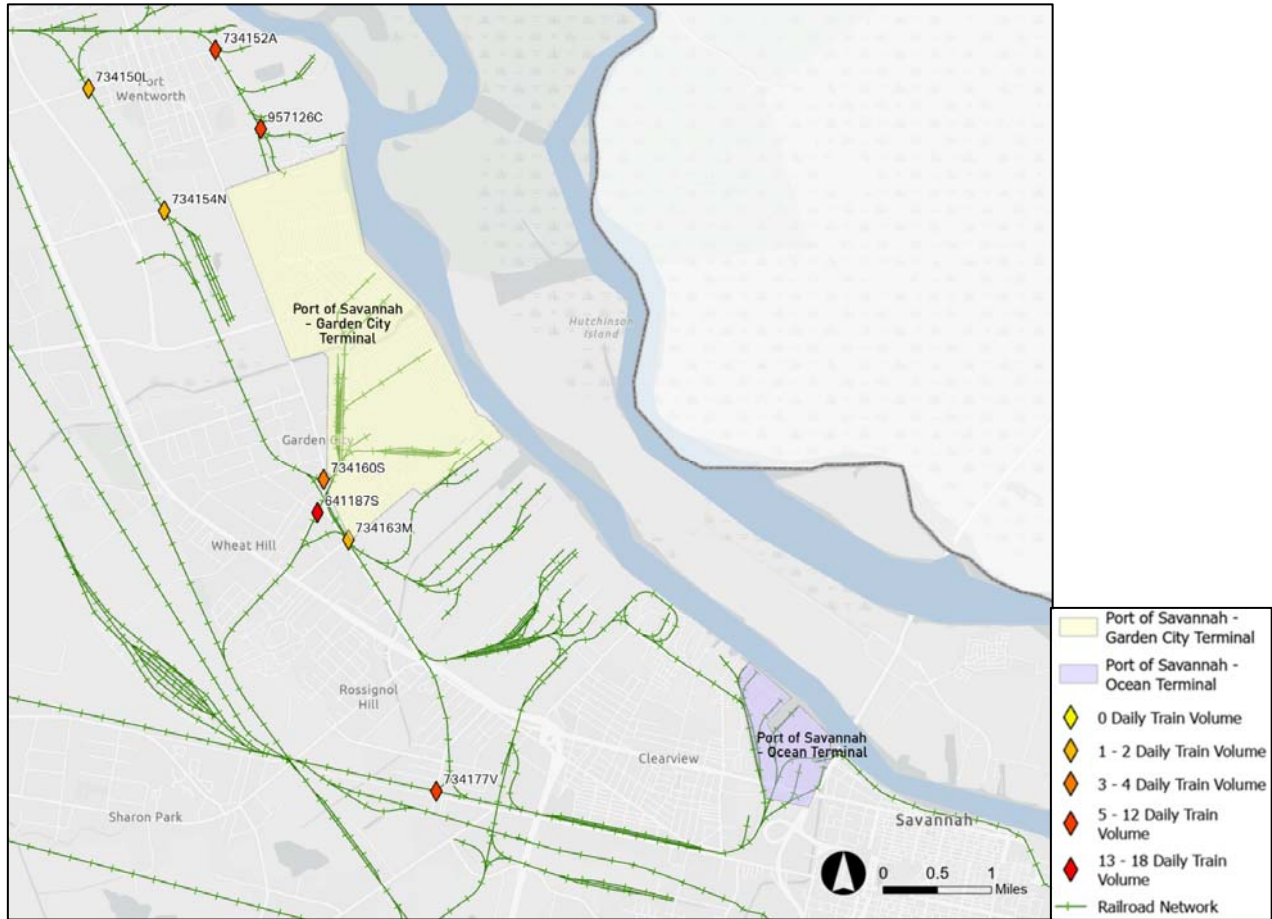 734152A
734150L
Port
Wentworth
957126C
734154N
Port of Savannah
- Garden City
Terminal
Hutchinson
Island
Garden City
734160S
641187S
734163M
Wheat Hill
Rossignol
Hill
Port of Savannah
- Ocean Terminal
Clearview
734177V
Sharon Park
Savannah
0 0.5 1
Miles
Port of Savannah -
Garden City Terminal
Port of Savannah -
Ocean Terminal
0 Daily Train Volume
1 - 2 Daily Train Volume
3 - 4 Daily Train Volume
5 - 12 Daily Train
Volume
13 - 18 Daily Train
Volume
Railroad Network